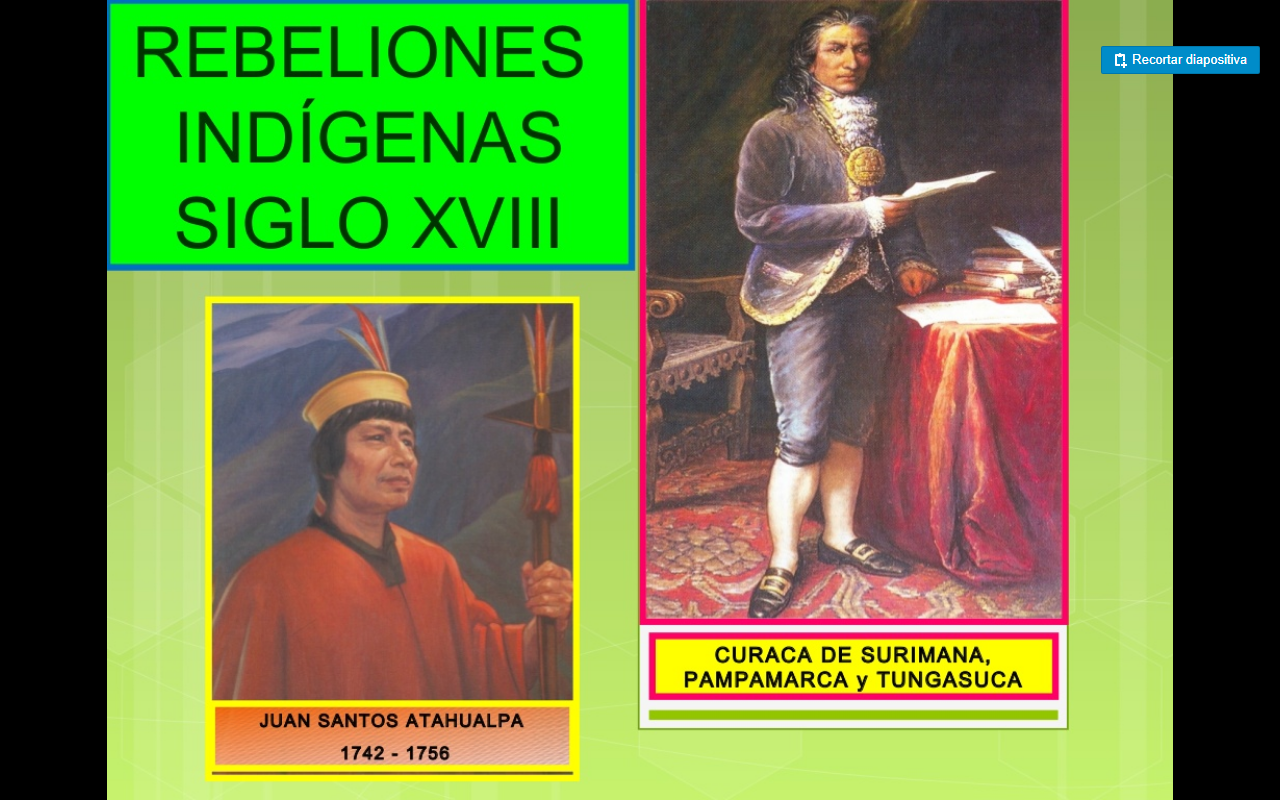 REBELIONES
INDÍGENAS
SIGLO XVIII
Recortar diapositiva
JUAN SANTOS ATAHUALPA
1742 - 1756
CURACA DE SURIMANA,
PAMPAMARCA y TUNGASUCA